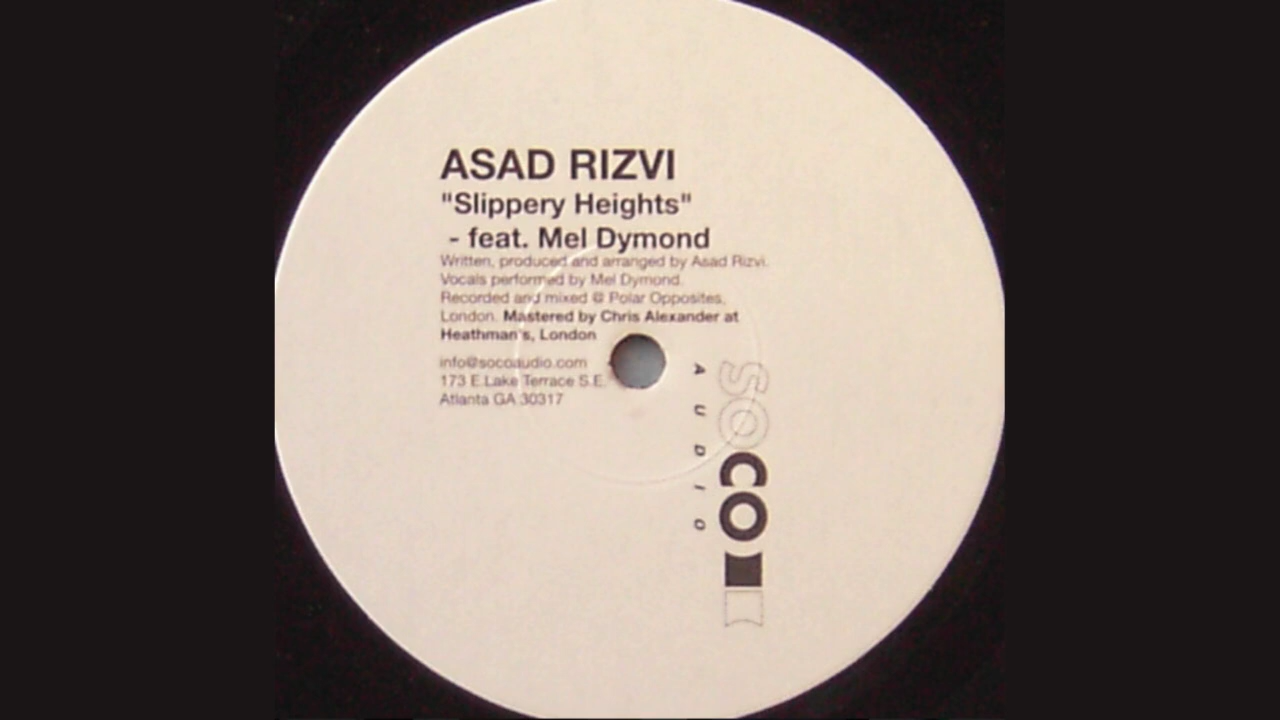 ASAD RIZVI
"Slippery Heights"
- feat. Mel Dymond
Written, produced and arranged by Asad Rizvi.
Vocals performed by Mel Dymond.
Recorded and mixed @ Polar Opposites,
London. Mastered by Chris Alexander at
Heathman's, London
info@socoaudio.com
173 E.Lake Terrace S.E.
Atlanta GA 30317
SOCO
AUDIO